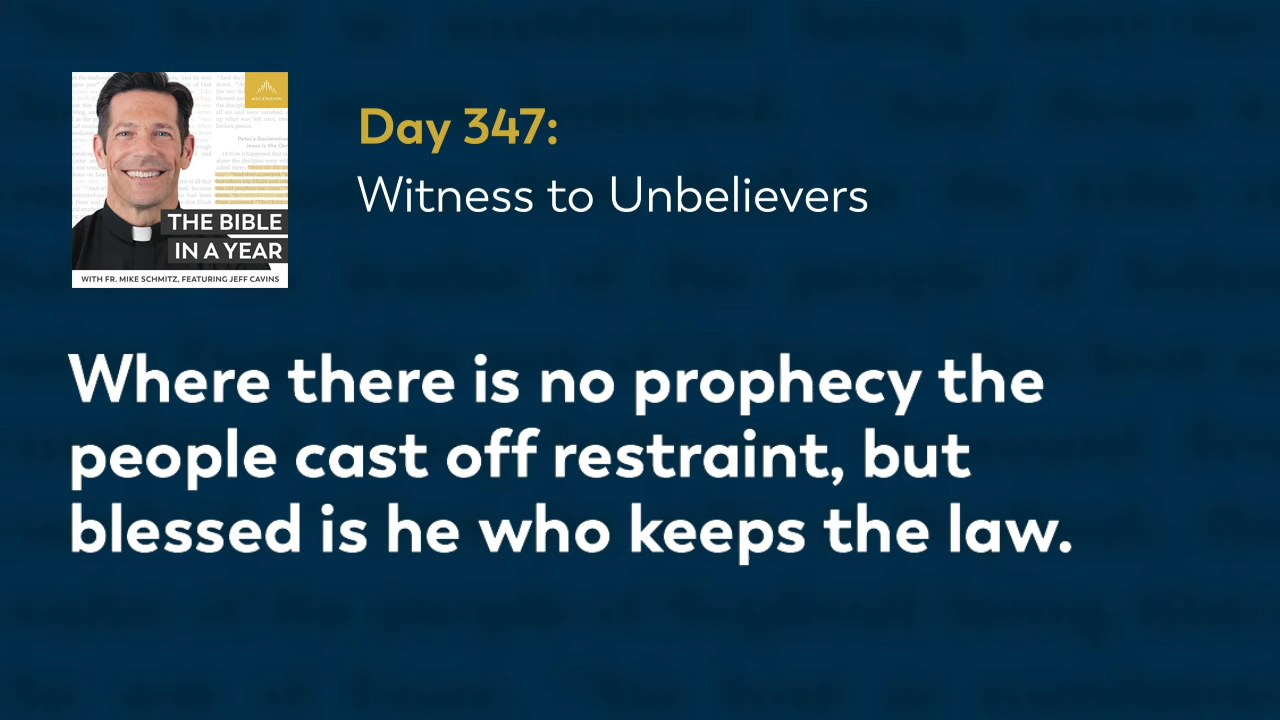 ASCENSION
THE BIBLE
IN A YEAR
WITH FR. MIKE SCHMITZ, FEATURING JEFF CAVINS
Day 347:
Witness to Unbelievers
Where there is no prophecy the
people cast off restraint, but
blessed is he who keeps the law.